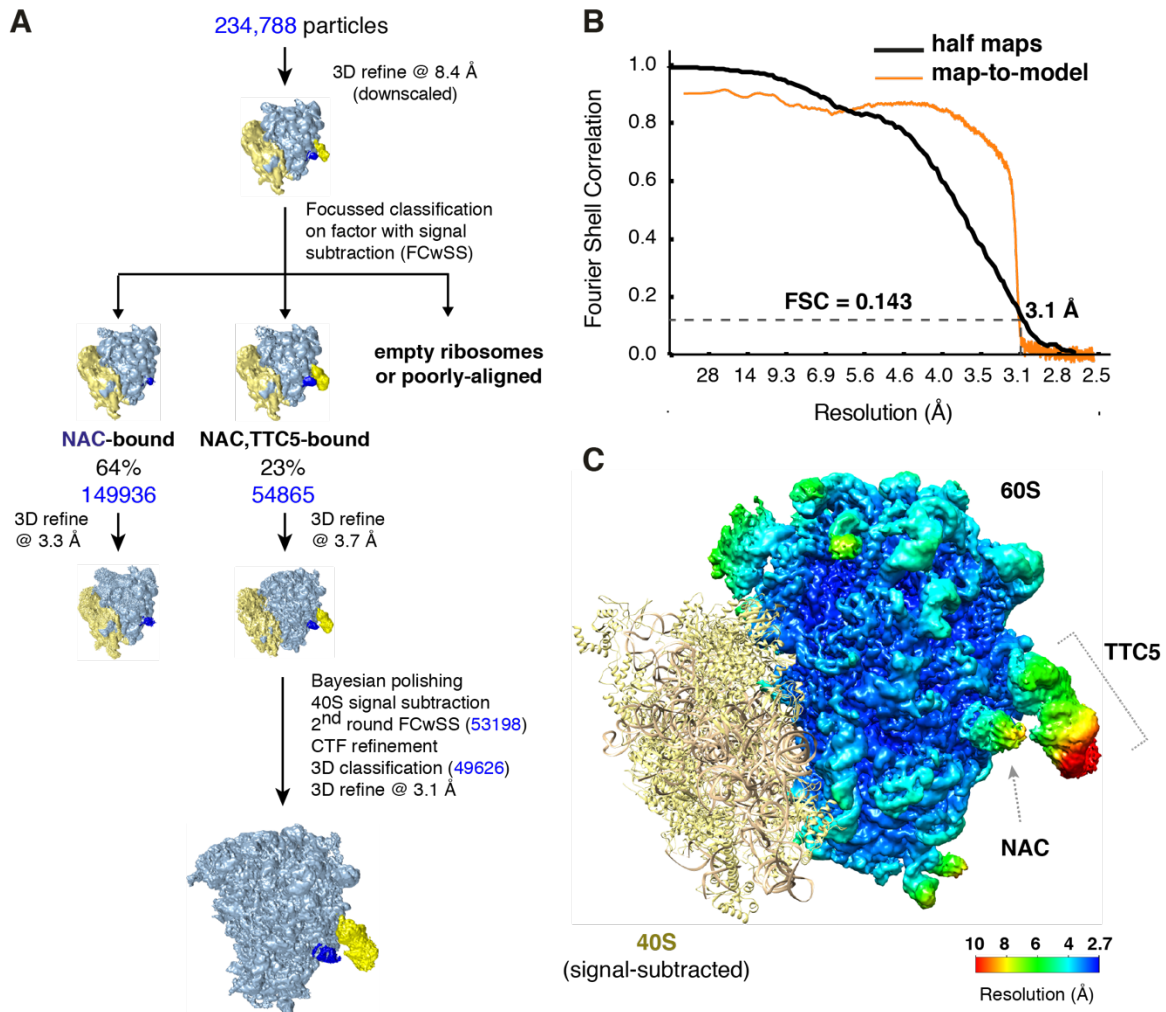 A
234,788 particles
3D refine @ 8.4 Å
(downscaled)
Focussed classification
on factor with signal
subtraction (FCwSS)
empty ribosomes
or poorly-aligned
NAC-bound
64%
149936
NAC,TTC5-bound
23%
54865
3D refine
@ 3.3 Å
3D refine
@ 3.7 Å
Bayesian polishing
40S signal subtraction
2nd round FCwSS (53198)
CTF refinement
3D classification (49626)
3D refine @ 3.1 Å
B
half maps
map-to-model
Fourier Shell Correlation
1.0
0.8
0.6
0.4
0.2
0.0
FSC = 0.143
3.1 Å
28 14 9.3 6.9 5.6 4.6 4.0 3.5 3.1 2.8 2.5
Resolution (Å)
C
60S
TTC5
NAC
40S
(signal-subtracted)
10 8 6 4 2.7
Resolution (Å)